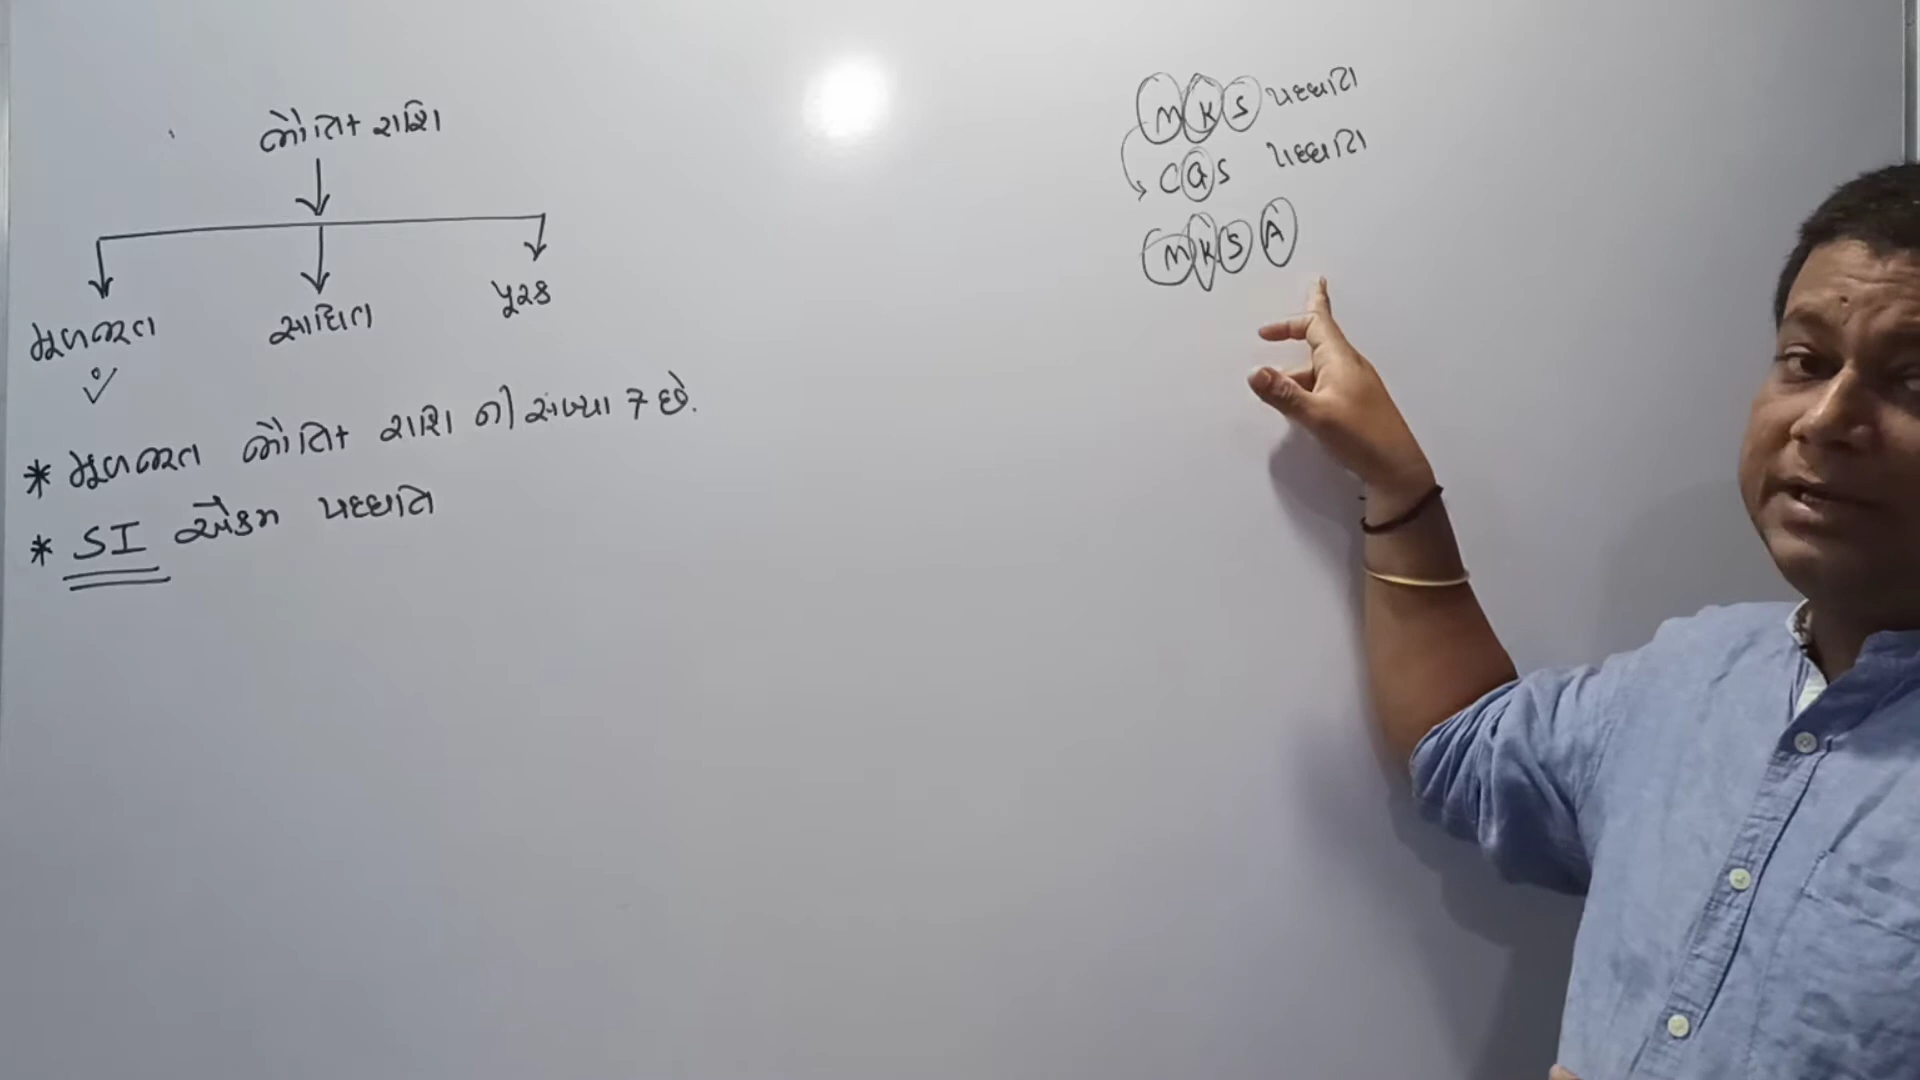 ભૌતિક રાશિ
મૂળભૂત
સાધિત
પૂરક
* મૂળભૂત ભૌતિક રાશિ ની સંખ્યા 7 છે.
* SI એકમ પદ્ધતિ
MKS પદ્ધતિ
CGS પદ્ધતિ
MKSA